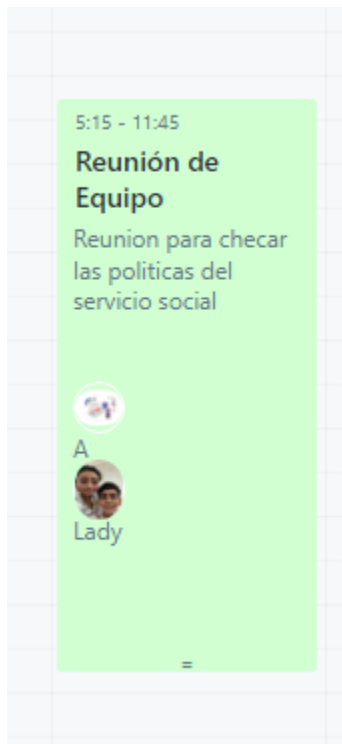 5:15 - 11:45
Reunión de
Equipo
Reunion para checar
las politicas del
servicio social
A
Lady
=